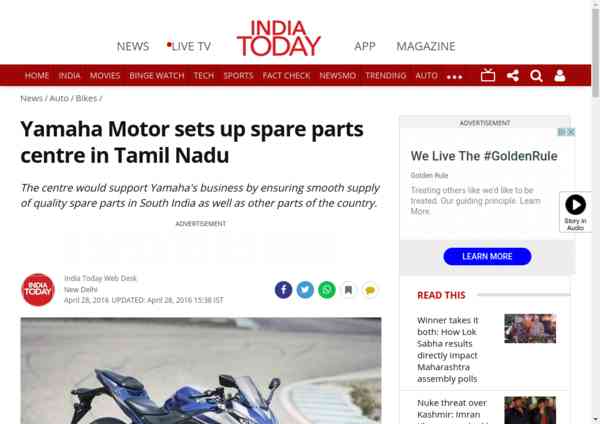 INDIA
TODAY
NEWS
LIVE TV
APP
MAGAZINE
HOME INDIA MOVIES BINGE WATCH TECH SPORTS FACT CHECK NEWSMO TRENDING AUTO
News / Auto / Bikes /
Yamaha Motor sets up spare parts
centre in Tamil Nadu
The centre would support Yamaha's business by ensuring smooth supply
of quality spare parts in South India as well as other parts of the country.
ADVERTISEMENT
INDIA
TODAY
India Today Web Desk
New Delhi
April 28, 2016 UPDATED: April 28, 2016 15:38 IST
ADVERTISEMENT
We Live The #GoldenRule
Golden Rule
Treating others like we'd like to be
treated. Our guiding principle. Learn
More.
LEARN MORE
Story in
Audio
READ THIS
Winner takes it
both: How Lok
Sabha results
directly impact
Maharashtra
assembly polls
Nuke threat over
Kashmir: Imran